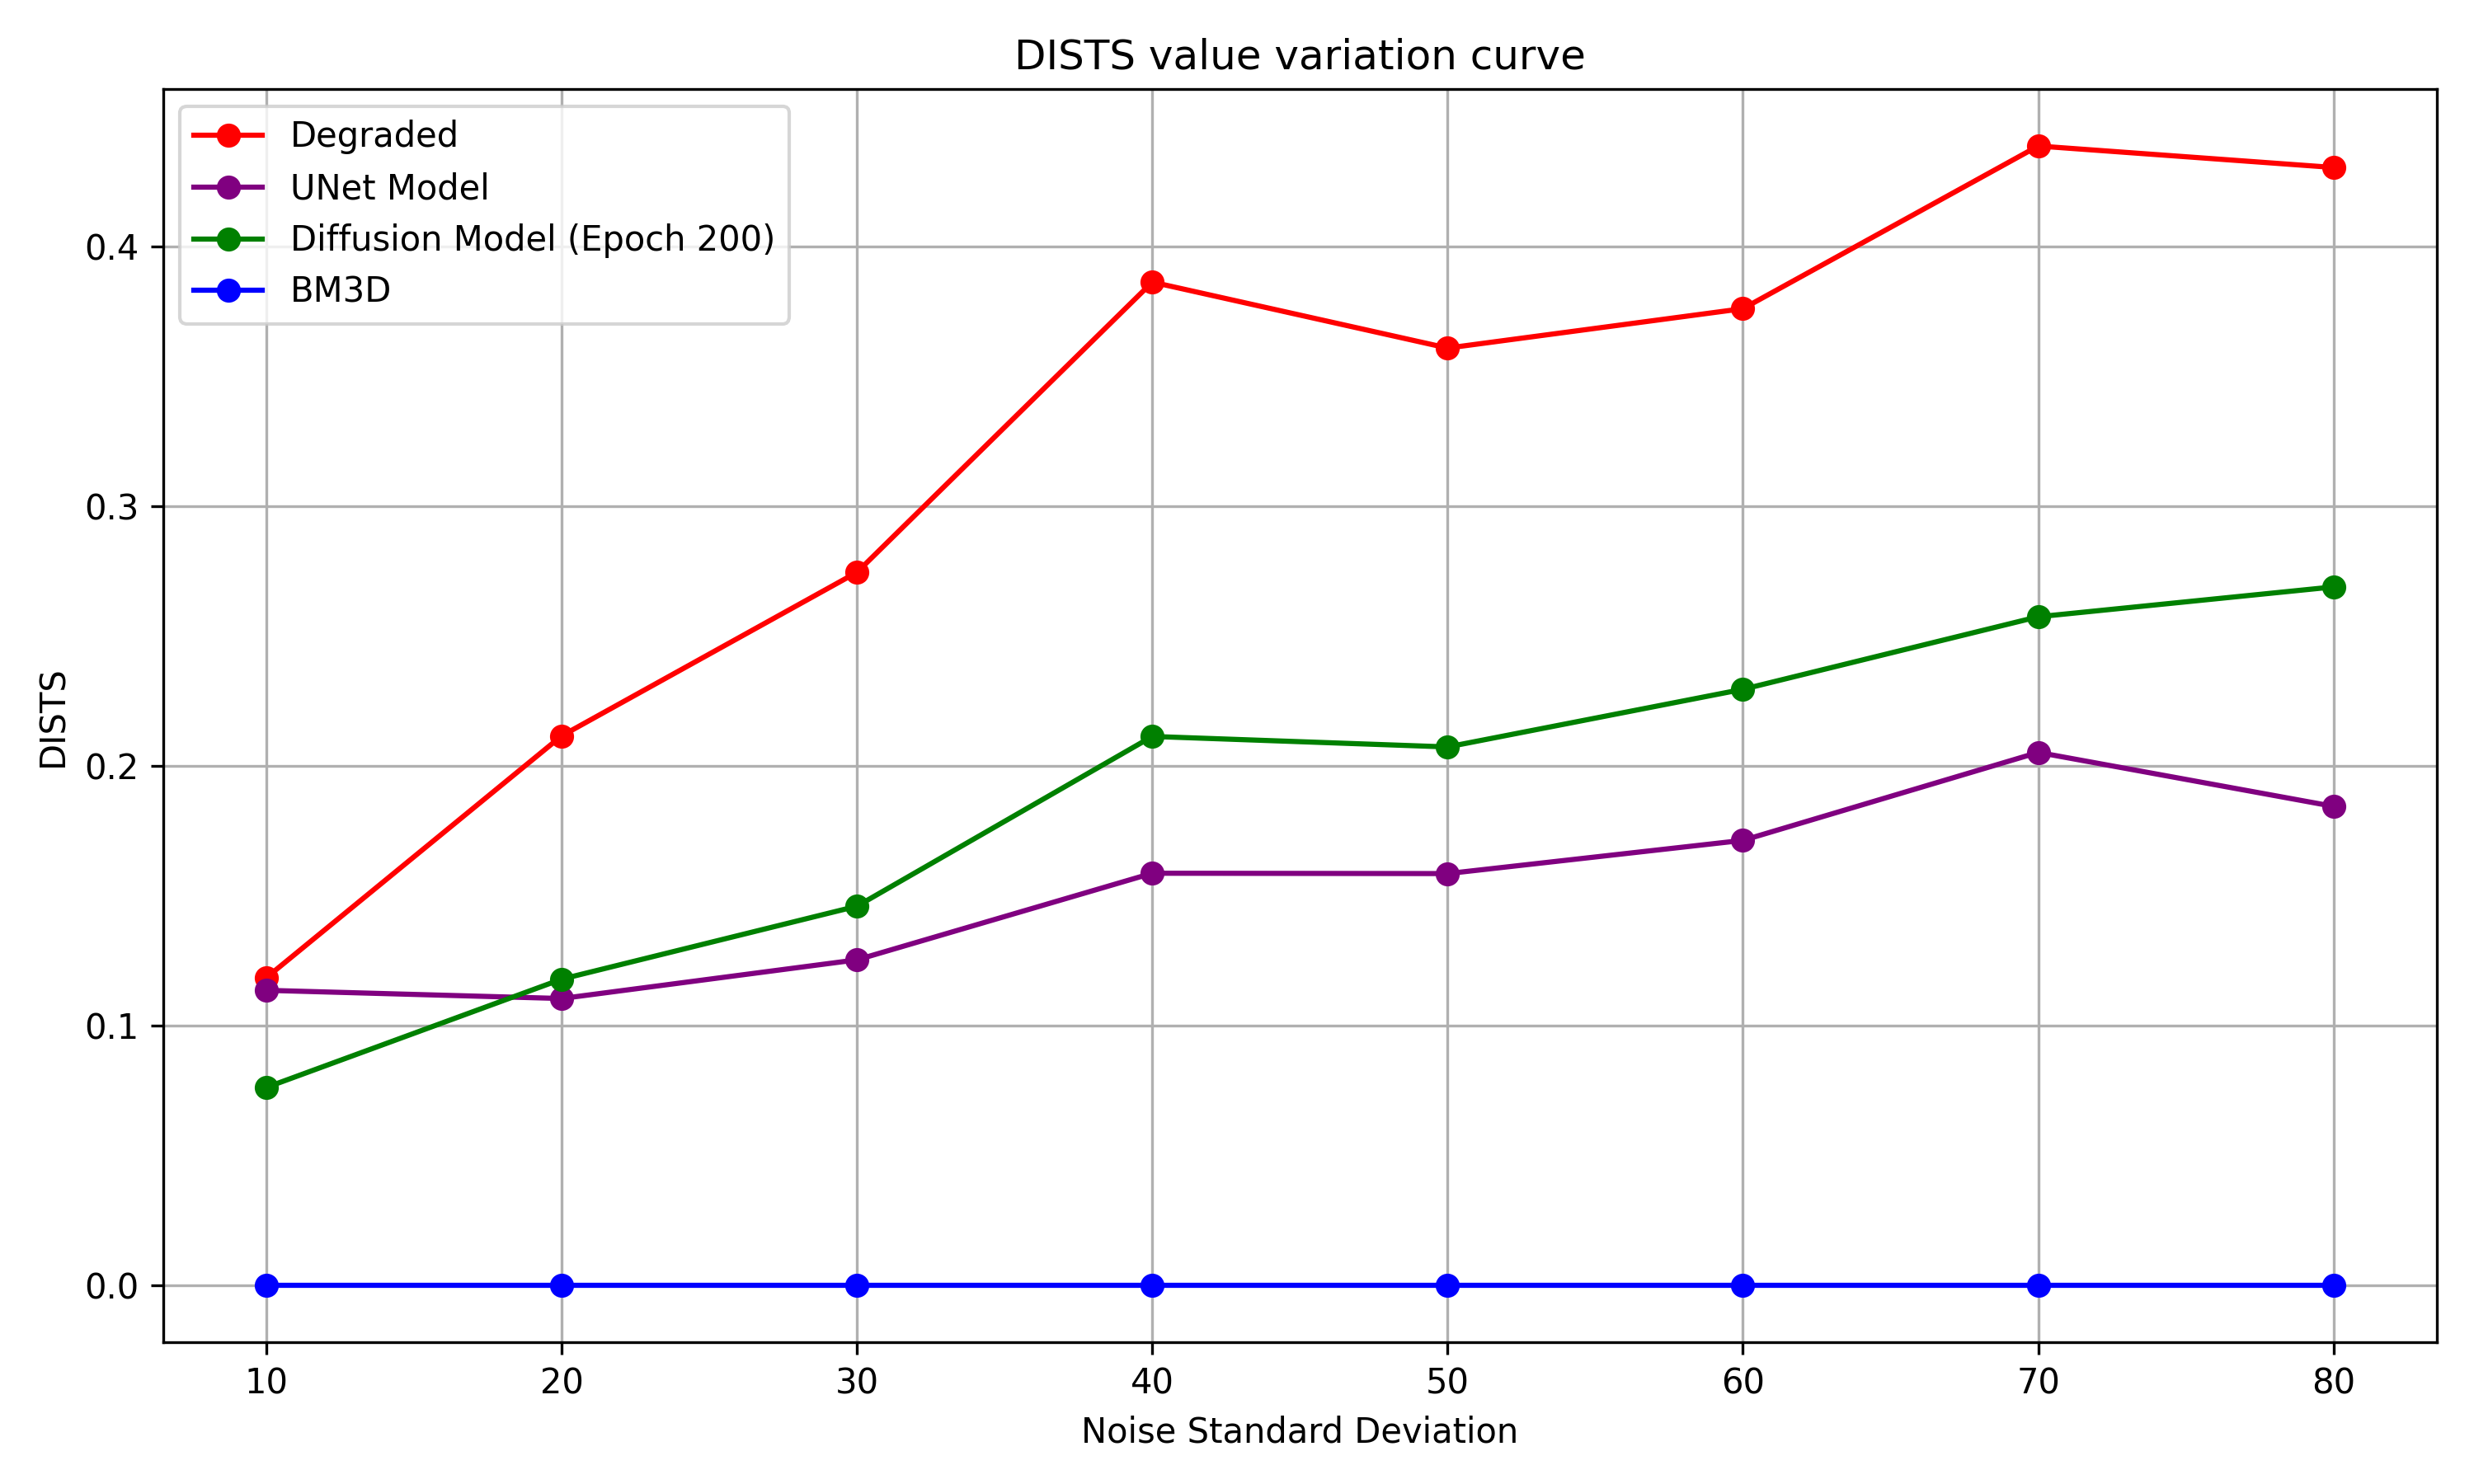 DISTS value variation curve
Degraded
UNet Model
Diffusion Model (Epoch 200)
BM3D
DISTS
0.4
0.3
0.2
0.1
0.0
10 20 30 40 50 60 70 80
Noise Standard Deviation